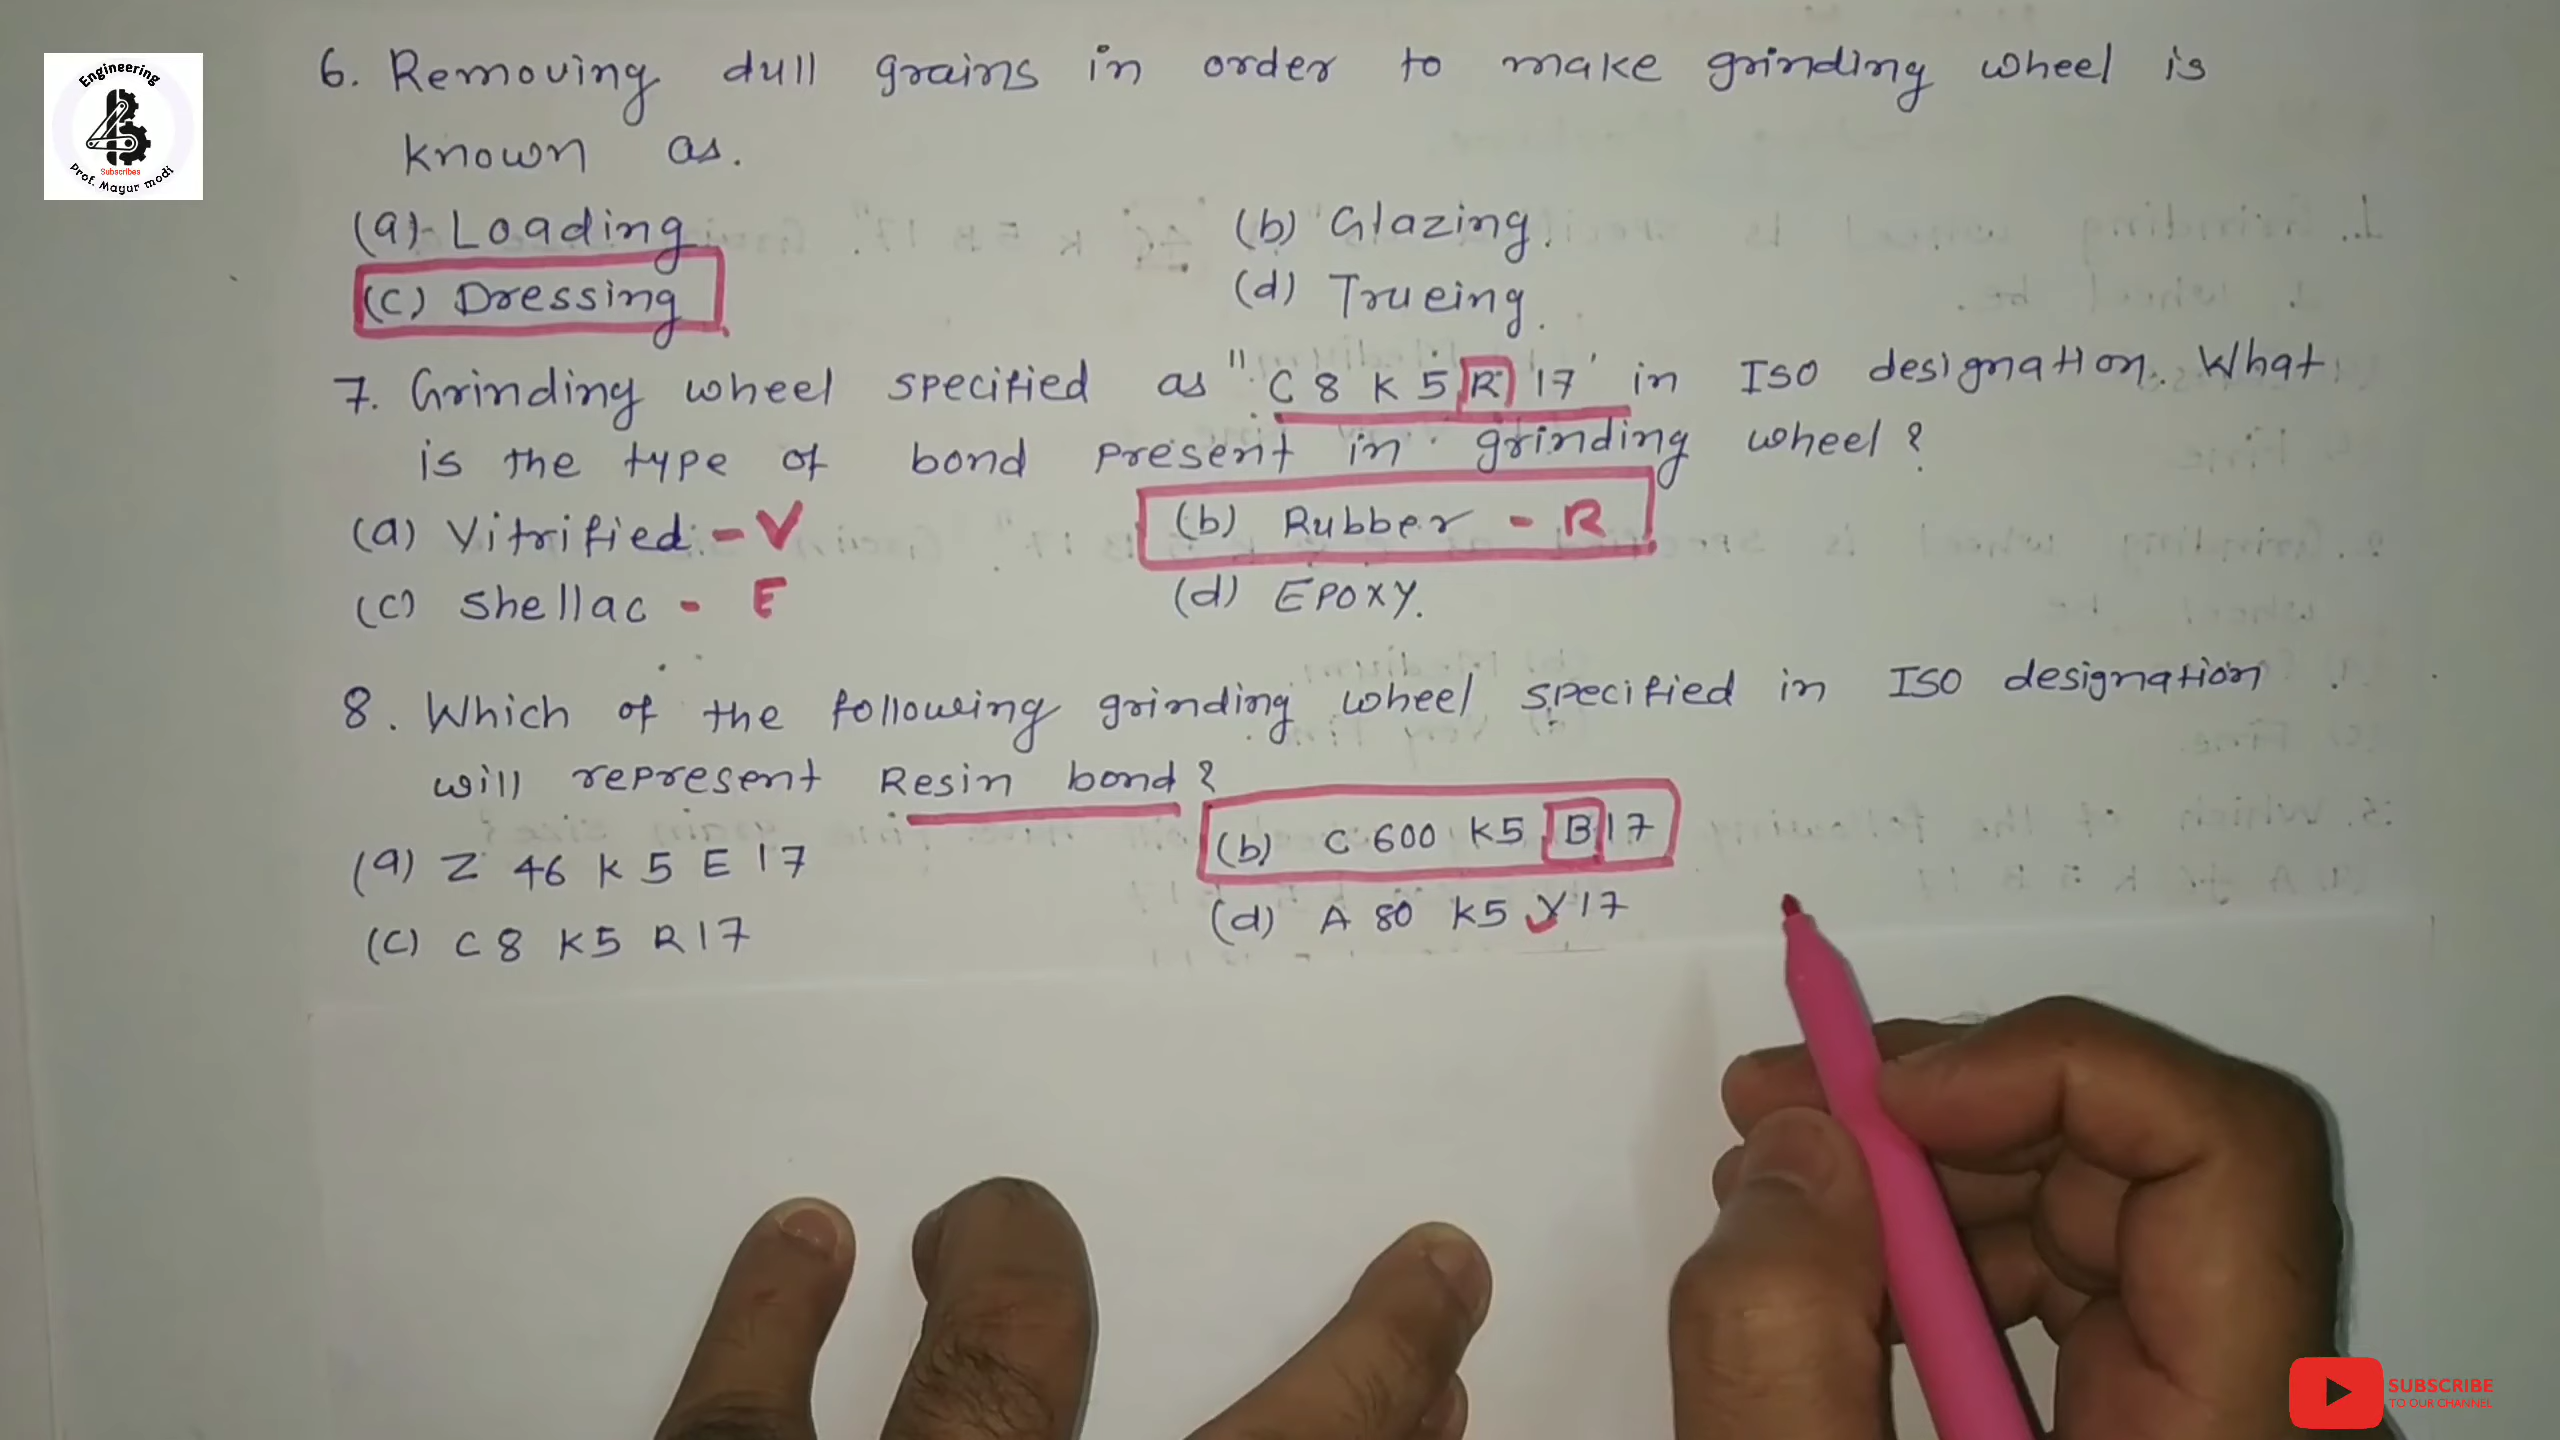 Engineering
Subscribes
Prof. Mayur modi
6. Removing dull grains in order to make grinding wheel is
known as.
(a) Loading
(b) Glazing.
(c) Dressing
(d) Trueing.
7. Grinding wheel specified as "C 8 K 5 R 17' in ISO designation. What
is the type of bond present in grinding wheel?
(a) Vitrified. - V
(b) Rubber - R
(c) Shellac - E
(d) EPOXY.
8. Which of the following grinding wheel specified in ISO designation
will represent Resin bond?
(a) Z 46 K 5 E 17
(b) C 600 K5 B 17
(c) C 8 K5 R17
(d) A 80 K5 V 17
SUBSCRIBE
TO OUR CHANNEL